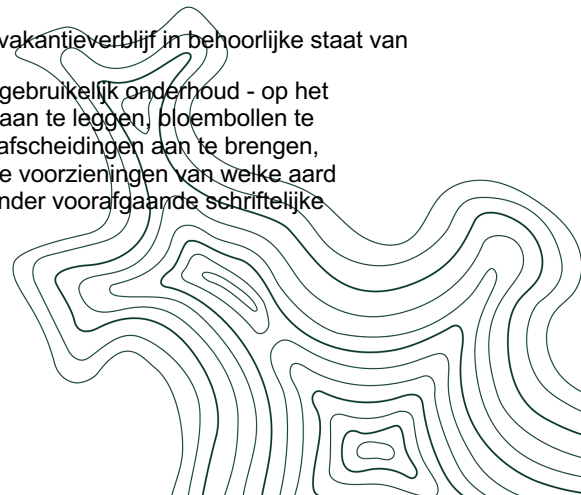 vakantieverblijf in behoorlijke staat van
gebruikelijk onderhoud - op het
aan te leggen, bloembollen te
afscheidingen aan te brengen,
e voorzieningen van welke aard
nder voorafgaande schriftelijke